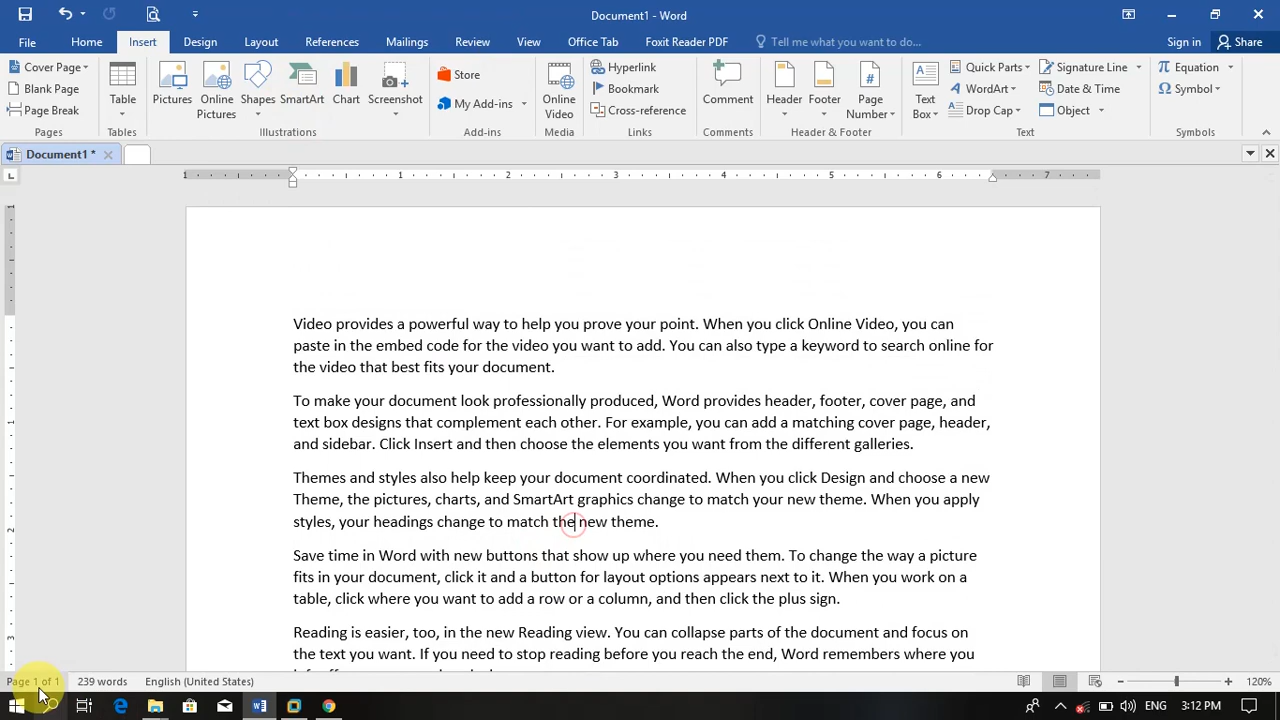 Document1 - Word
File Home Insert Design Layout References Mailings Review View Office Tab Foxit Reader PDF Tell me what you want to do... Sign in Share
Cover Page
Blank Page
Page Break
Pages
Table
Tables
Pictures
Online Pictures
Shapes
SmartArt
Chart
Screenshot
Illustrations
Store
My Add-ins
Add-ins
Online Video
Media
Hyperlink
Bookmark
Cross-reference
Links
Comment
Comments
Header
Footer
Page Number
Header & Footer
Text Box
Quick Parts
WordArt
Drop Cap
Signature Line
Date & Time
Object
Text
Equation
Symbol
Symbols
Document1 *
1 1 2 3 4 5 6 7
Video provides a powerful way to help you prove your point. When you click Online Video, you can
paste in the embed code for the video you want to add. You can also type a keyword to search online for
the video that best fits your document.
To make your document look professionally produced, Word provides header, footer, cover page, and
text box designs that complement each other. For example, you can add a matching cover page, header,
and sidebar. Click Insert and then choose the elements you want from the different galleries.
Themes and styles also help keep your document coordinated. When you click Design and choose a new
Theme, the pictures, charts, and SmartArt graphics change to match your new theme. When you apply
styles, your headings change to match the new theme.
Save time in Word with new buttons that show up where you need them. To change the way a picture
fits in your document, click it and a button for layout options appears next to it. When you work on a
table, click where you want to add a row or a column, and then click the plus sign.
Reading is easier, too, in the new Reading view. You can collapse parts of the document and focus on
the text you want. If you need to stop reading before you reach the end, Word remembers where you
Page 1 of 1 239 words English (United States) 120%
ENG 3:12 PM